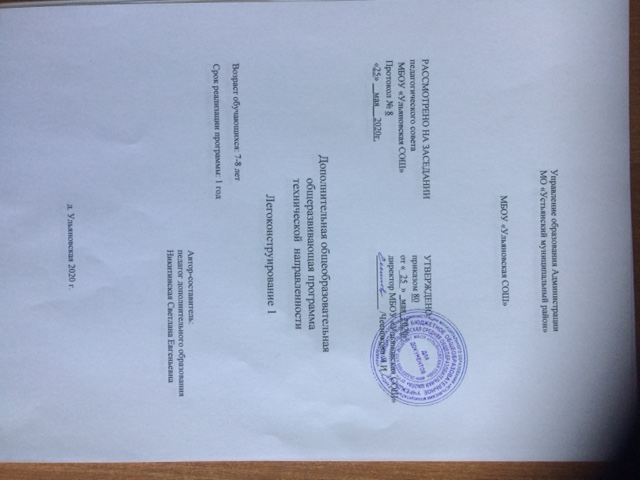 Управление образования Администрации
МО «Устьянский муниципальный район»
МБОУ «Ульяновская СОШ»
РАССМОТРЕНО НА ЗАСЕДАНИИ
педагогического совета
МБОУ «Ульяновская СОШ»
Протокол № 8
«25» мая 2020г.
УТВЕРЖДЕНО
приказом 80
от « 25 » мая
директор МБОУ «Ульяновская СОШ»
ДЛЯ ДОКУМЕНТОВ
Дополнительная общеобразовательная
общеразвивающая программа
технической направленности
Легоконструирование 1
Возраст обучающихся: 7-8 лет
Срок реализации программы: 1 год
Автор-составитель:
педагог дополнительного образования
Никитинская Светлана Евгеньевна
д. Ульяновская 2020 г.